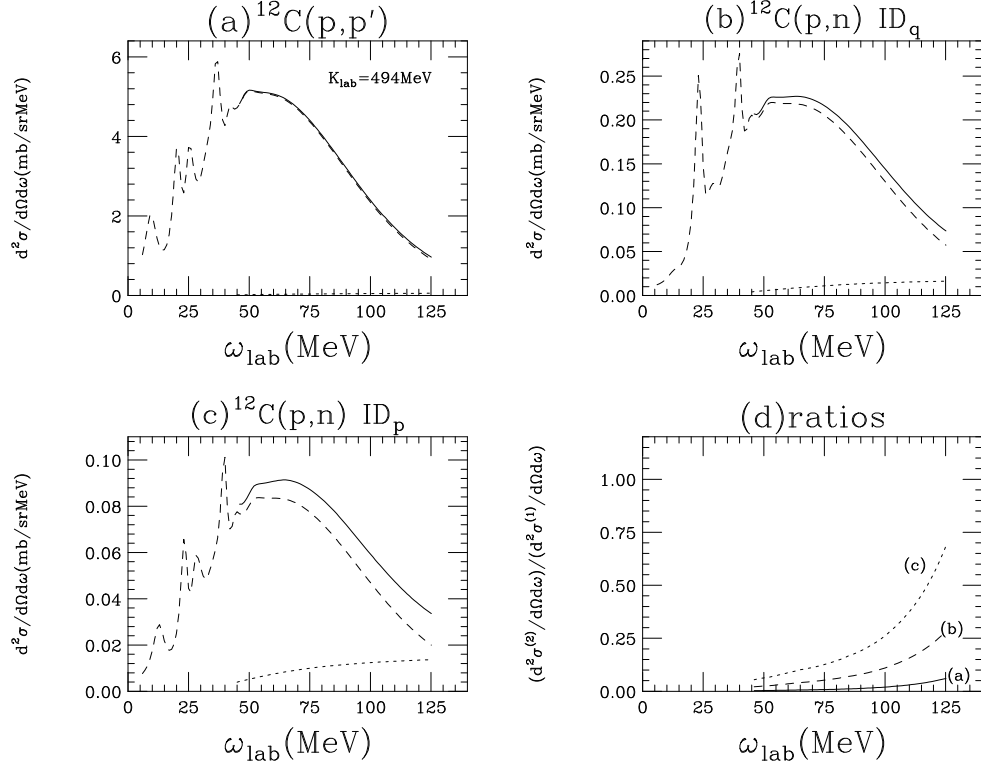 (a)¹²C(p,p′)
K_lab=494MeV
d²σ/dΩdω(mb/srMeV)
6
4
2
0
0 25 50 75 100 125
ω_lab(MeV)
(b)¹²C(p,n) ID_q
d²σ/dΩdω(mb/srMeV)
0.25
0.20
0.15
0.10
0.05
0.00
0 25 50 75 100 125
ω_lab(MeV)
(c)¹²C(p,n) ID_p
d²σ/dΩdω(mb/srMeV)
0.10
0.08
0.06
0.04
0.02
0.00
0 25 50 75 100 125
ω_lab(MeV)
(d)ratios
(d²σ⁽²⁾/dΩdω)/(d²σ⁽¹⁾/dΩdω)
1.00
0.75
0.50
0.25
0.00
(c)
(b)
(a)
0 25 50 75 100 125
ω_lab(MeV)